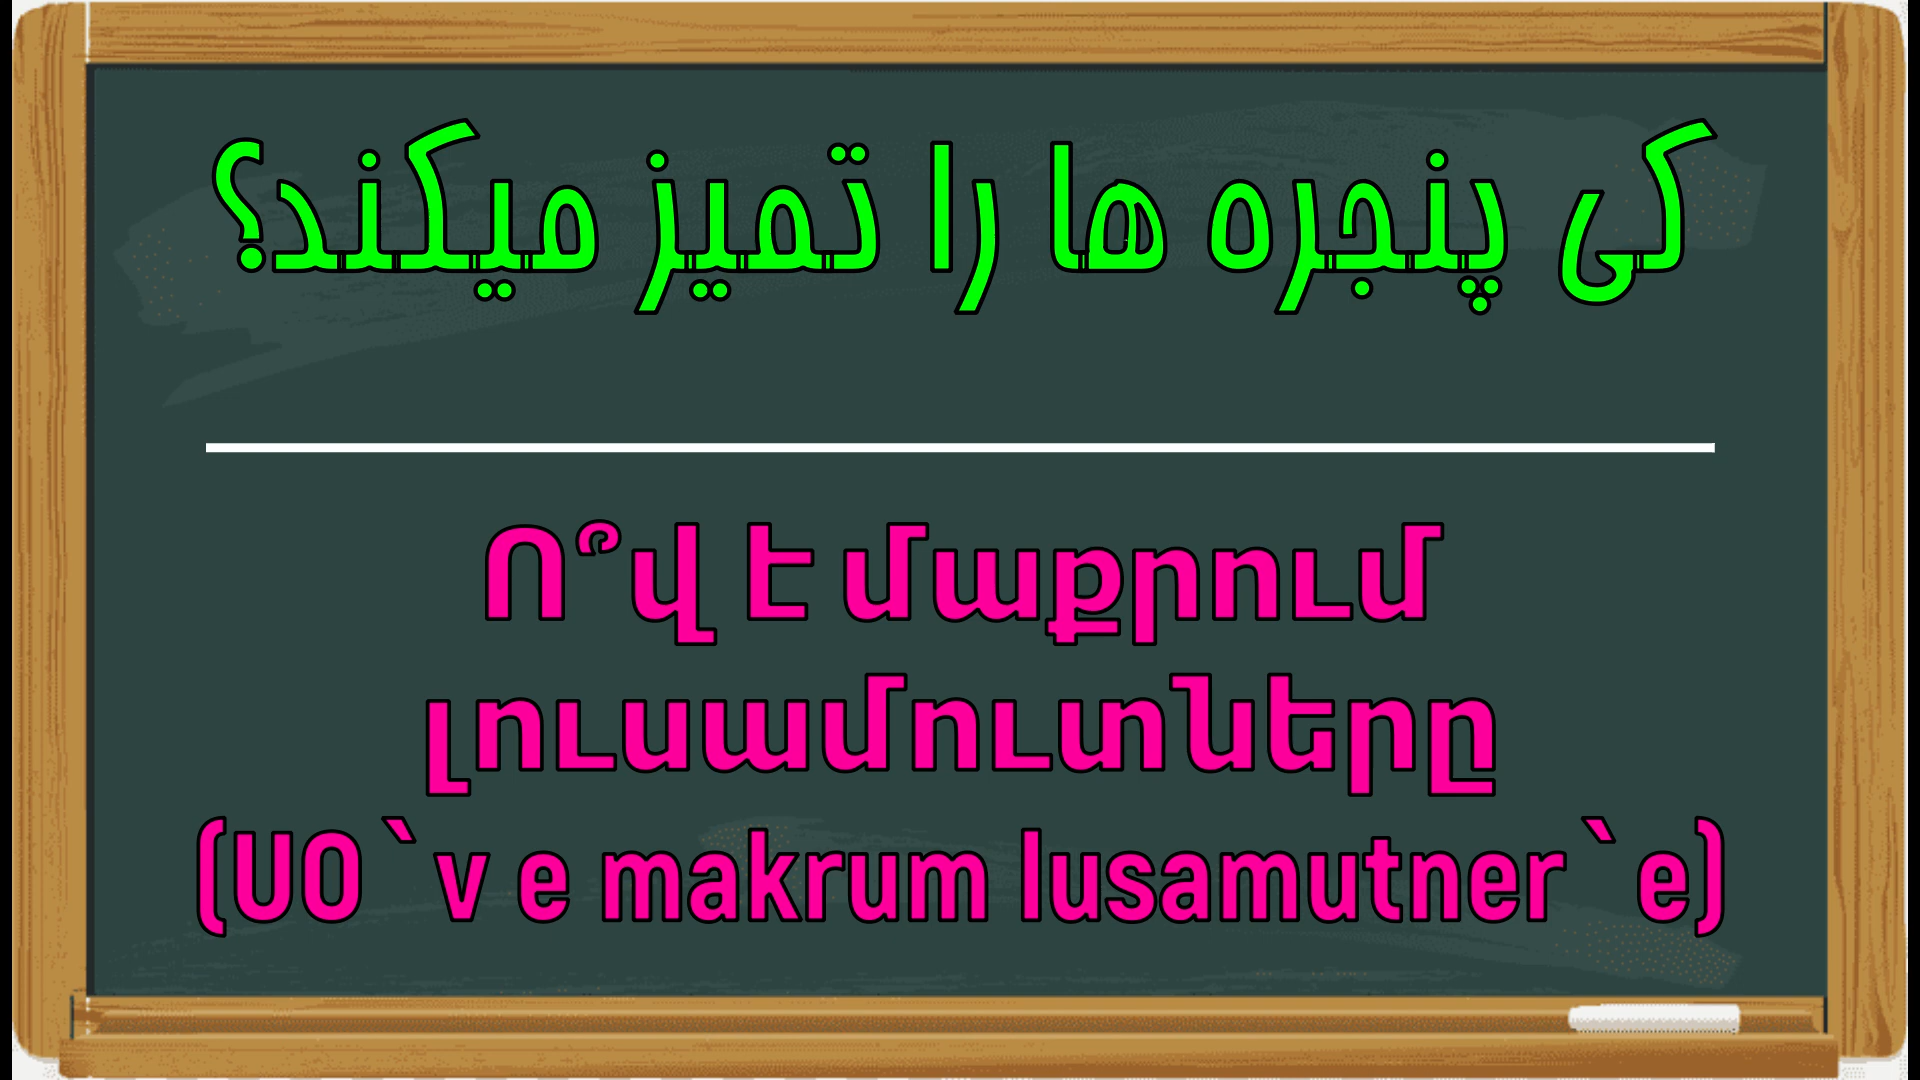 کی پنجره ها را تمیز میکند؟
Ո՞վ է մաքրում
լուսամուտները
(UO`v e makrum lusamutner`e)